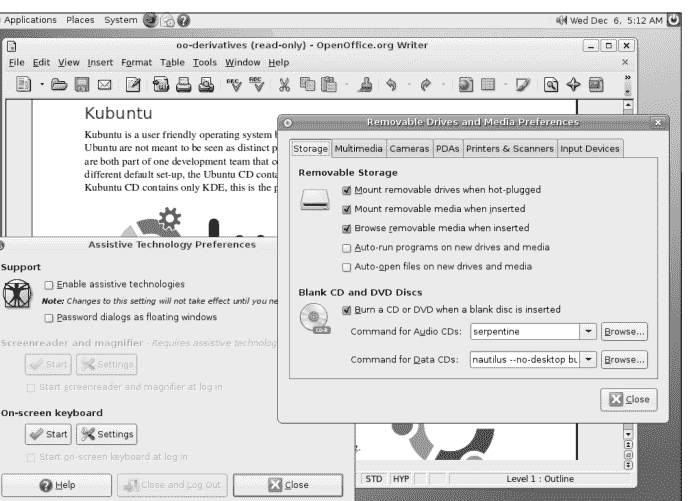 Applications Places System
Wed Dec 6, 5:12 AM
oo-derivatives (read-only) - OpenOffice.org Writer
File Edit View Insert Format Table Tools Window Help
Kubuntu
Kubuntu is a user friendly operating system
Ubuntu are not meant to be seen as distinct
are both part of one development team that
different default set-up, the Ubuntu CD
Kubuntu CD contains only KDE, this is the
Removable Drives and Media Preferences
Storage Multimedia Cameras PDAs Printers & Scanners Input Devices
Removable Storage
Mount removable drives when hot-plugged
Mount removable media when inserted
Browse removable media when inserted
Auto-run programs on new drives and media
Auto-open files on new drives and media
Blank CD and DVD Discs
Burn a CD or DVD when a blank disc is inserted
CD-R
Command for Audio CDs: serpentine Browse...
Command for Data CDs: nautilus --no-desktop bu Browse...
Close
Assistive Technology Preferences
Support
Enable assistive technologies
Note: Changes to this setting will not take effect until you
Password dialogs as floating windows
Screenreader and magnifier - Requires assistive
Start Settings
Start screenreader and magnifier at log in
On-screen keyboard
Start Settings
Start on-screen keyboard at log in
Help Close and Log Out Close
STD HYP Level 1 : Outline